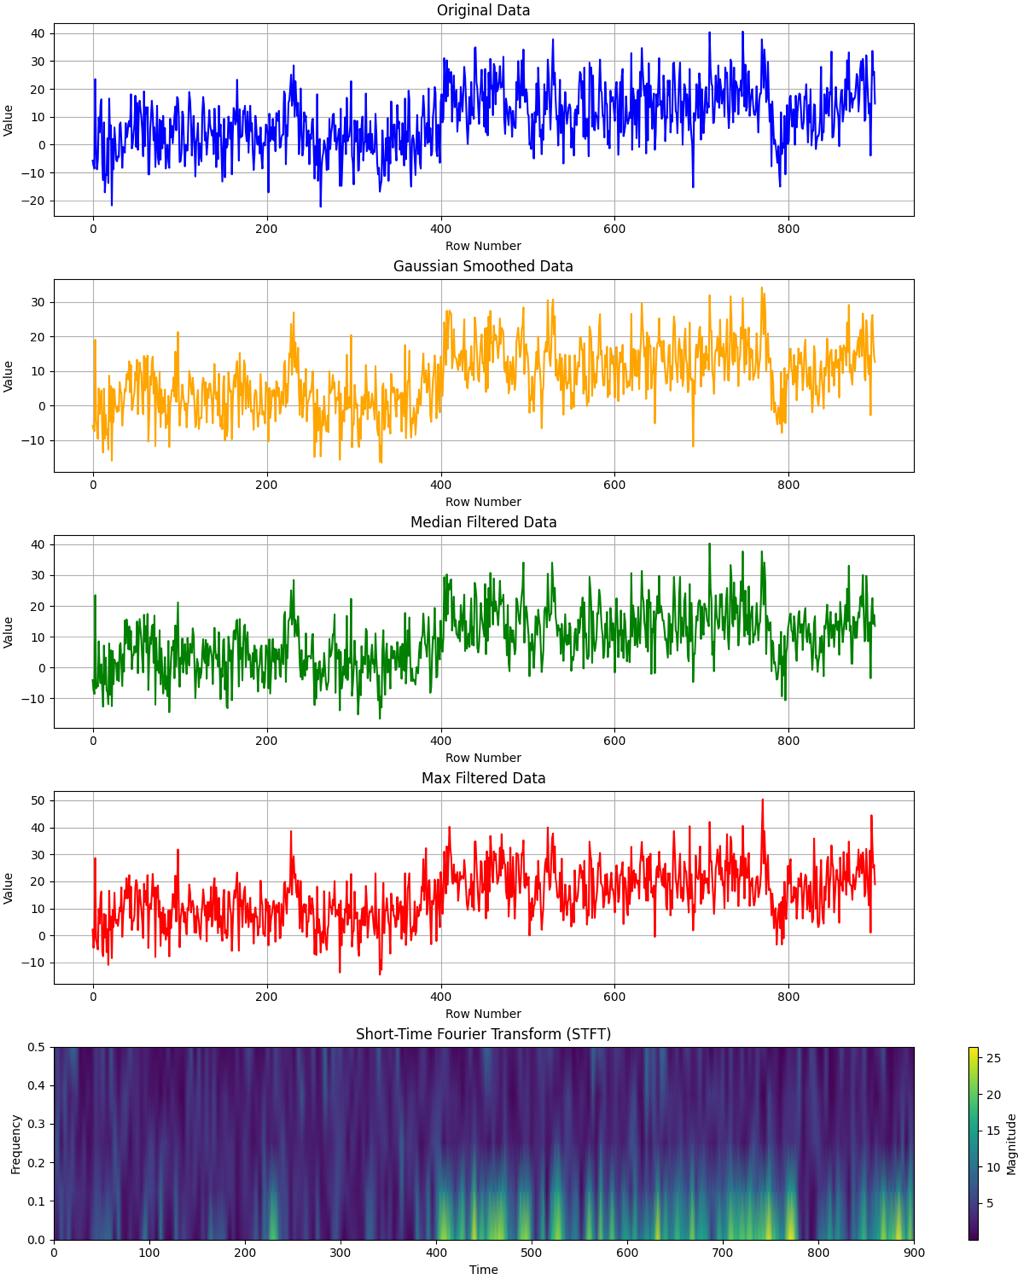 Original Data
40
30
20
10
0
−10
−20
Value
0 200 400 600 800
Row Number
Gaussian Smoothed Data
30
20
10
0
−10
Value
0 200 400 600 800
Row Number
Median Filtered Data
40
30
20
10
0
−10
Value
0 200 400 600 800
Row Number
Max Filtered Data
50
40
30
20
10
0
−10
Value
0 200 400 600 800
Row Number
Short-Time Fourier Transform (STFT)
0.5
0.4
0.3
0.2
0.1
0.0
Frequency
0 100 200 300 400 500 600 700 800 900
Time
25
20
15
10
5
Magnitude